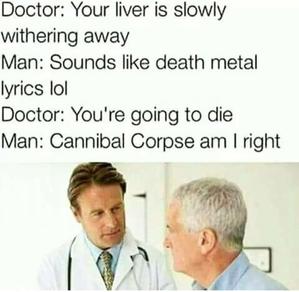 Doctor: Your liver is slowly
withering away
Man: Sounds like death metal
lyrics lol
Doctor: You're going to die
Man: Cannibal Corpse am I right